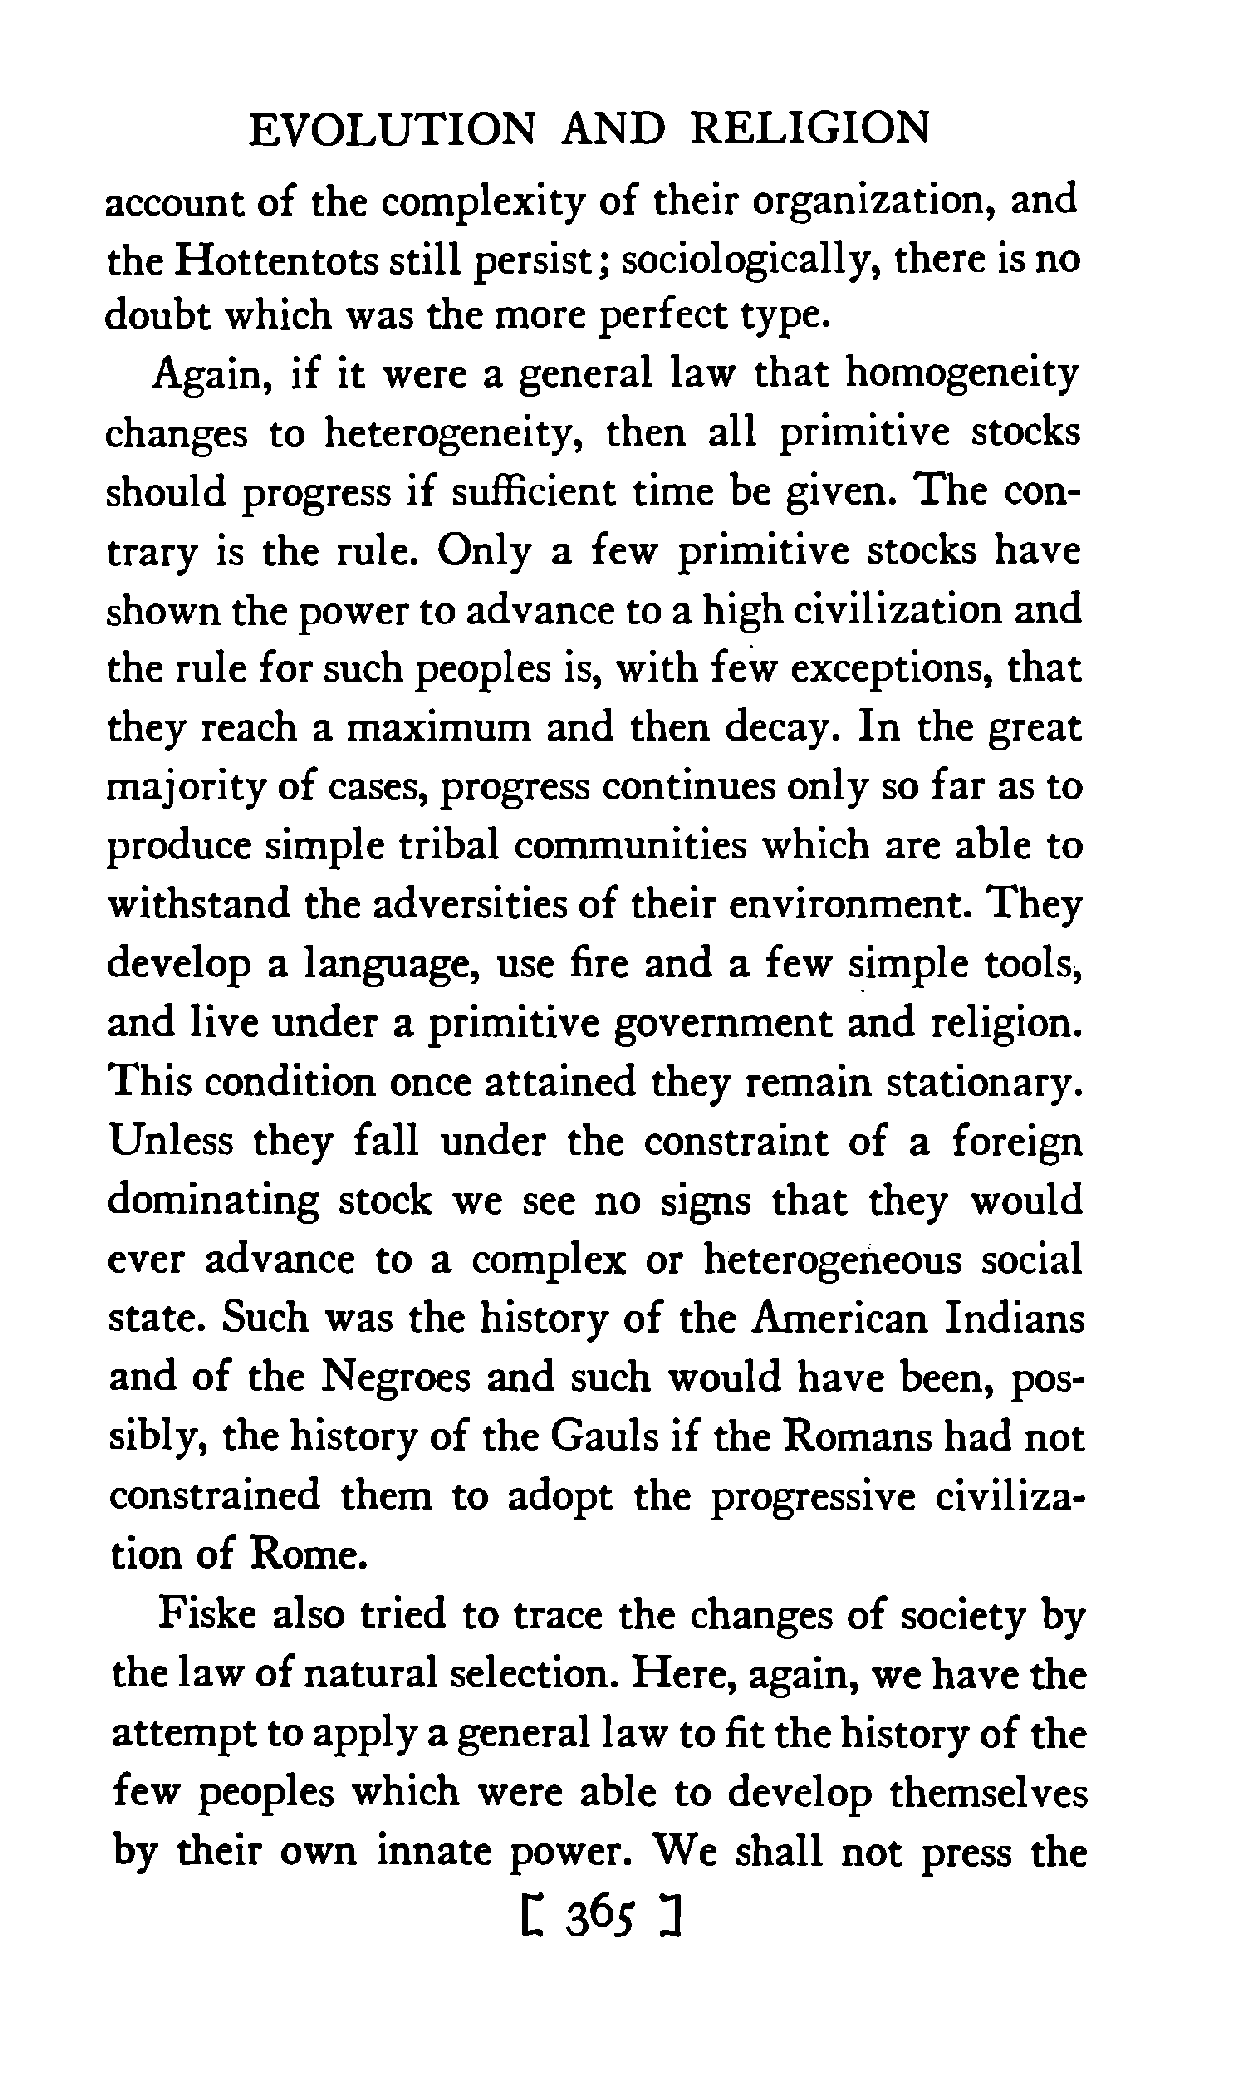 EVOLUTION AND RELIGION
account of the complexity of their organization, and
the Hottentots still persist; sociologically, there is no
doubt which was the more perfect type.
Again, if it were a general law that homogeneity
changes to heterogeneity, then all primitive stocks
should progress if sufficient time be given. The con-
trary is the rule. Only a few primitive stocks have
shown the power to advance to a high civilization and
the rule for such peoples is, with few exceptions, that
they reach a maximum and then decay. In the great
majority of cases, progress continues only so far as to
produce simple tribal communities which are able to
withstand the adversities of their environment. They
develop a language, use fire and a few simple tools,
and live under a primitive government and religion.
This condition once attained they remain stationary.
Unless they fall under the constraint of a foreign
dominating stock we see no signs that they would
ever advance to a complex or heterogeneous social
state. Such was the history of the American Indians
and of the Negroes and such would have been, pos-
sibly, the history of the Gauls if the Romans had not
constrained them to adopt the progressive civiliza-
tion of Rome.
Fiske also tried to trace the changes of society by
the law of natural selection. Here, again, we have the
attempt to apply a general law to fit the history of the
few peoples which were able to develop themselves
by their own innate power. We shall not press the
[ 365 ]